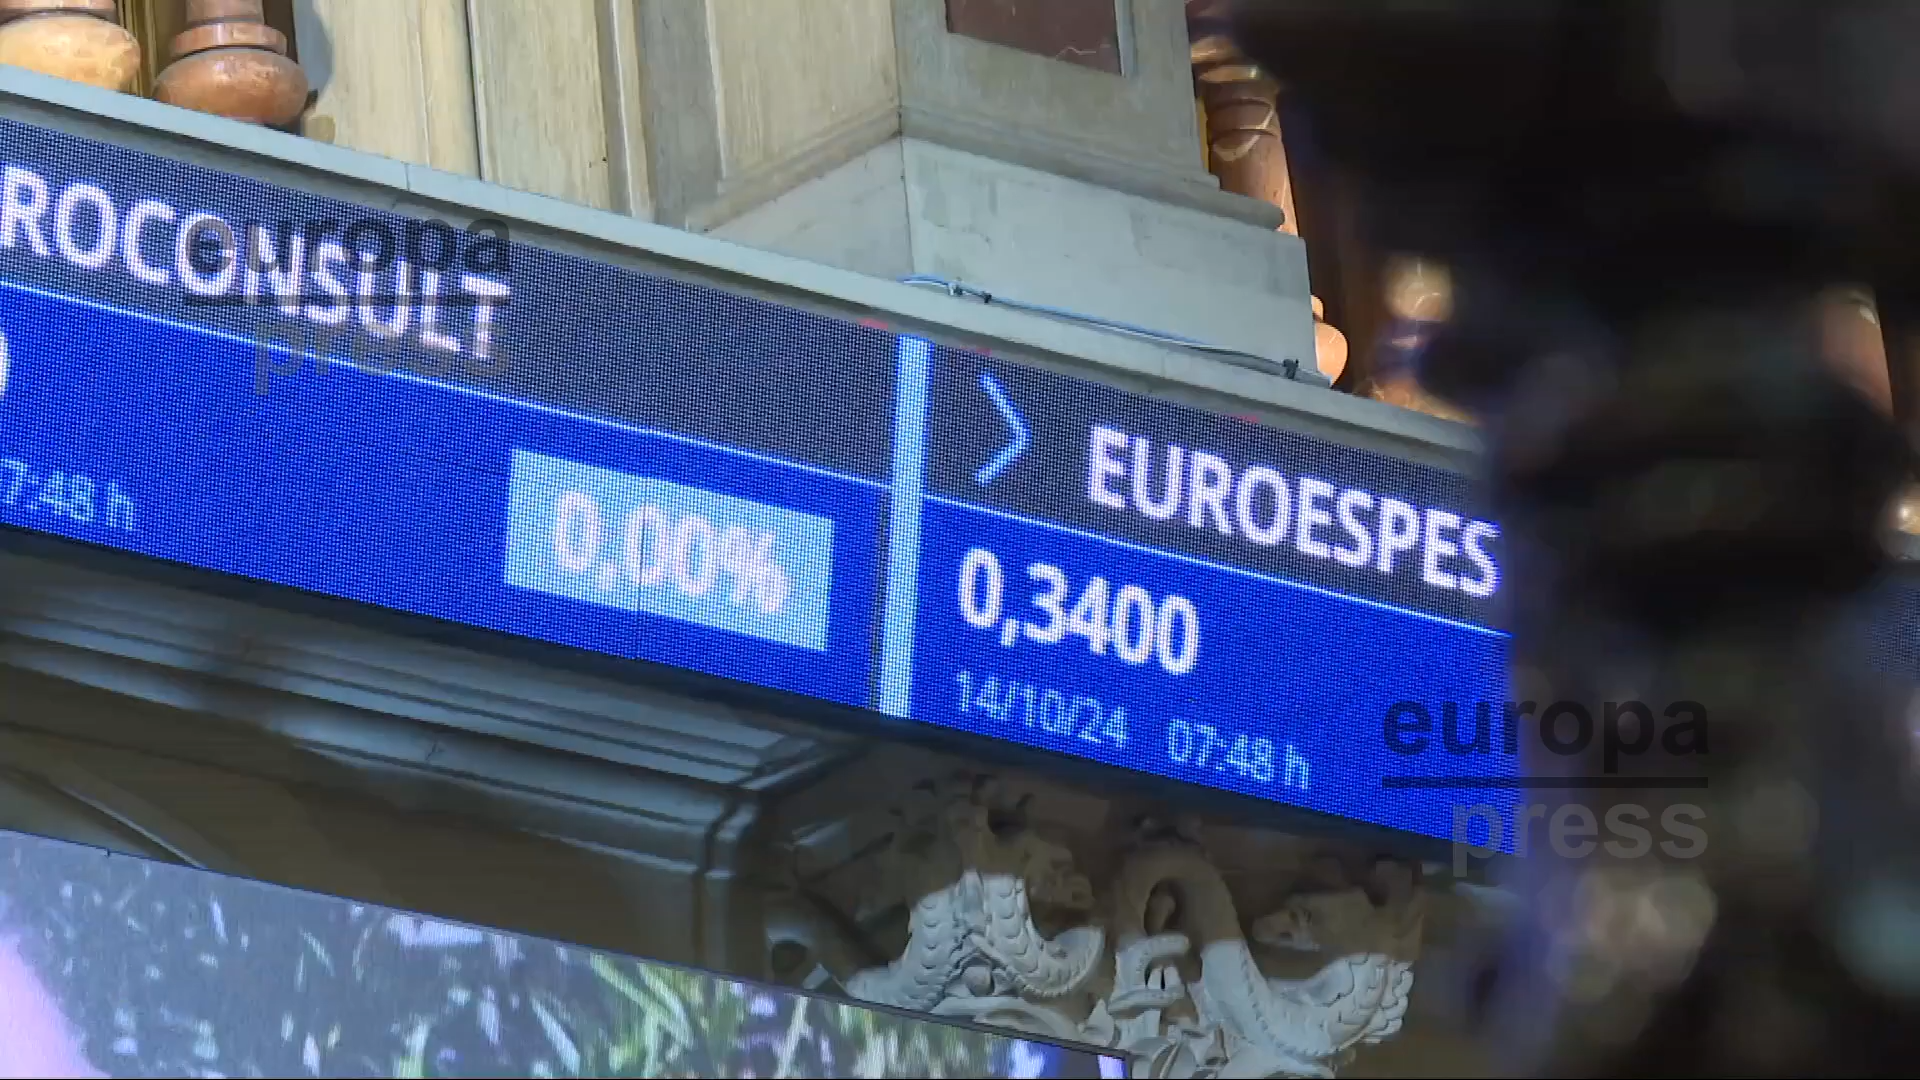 ROCONSULT
7:48 h
0,00%
EUROESPES
0,3400
14/10/24 07:48 h
europa
press
europa
press